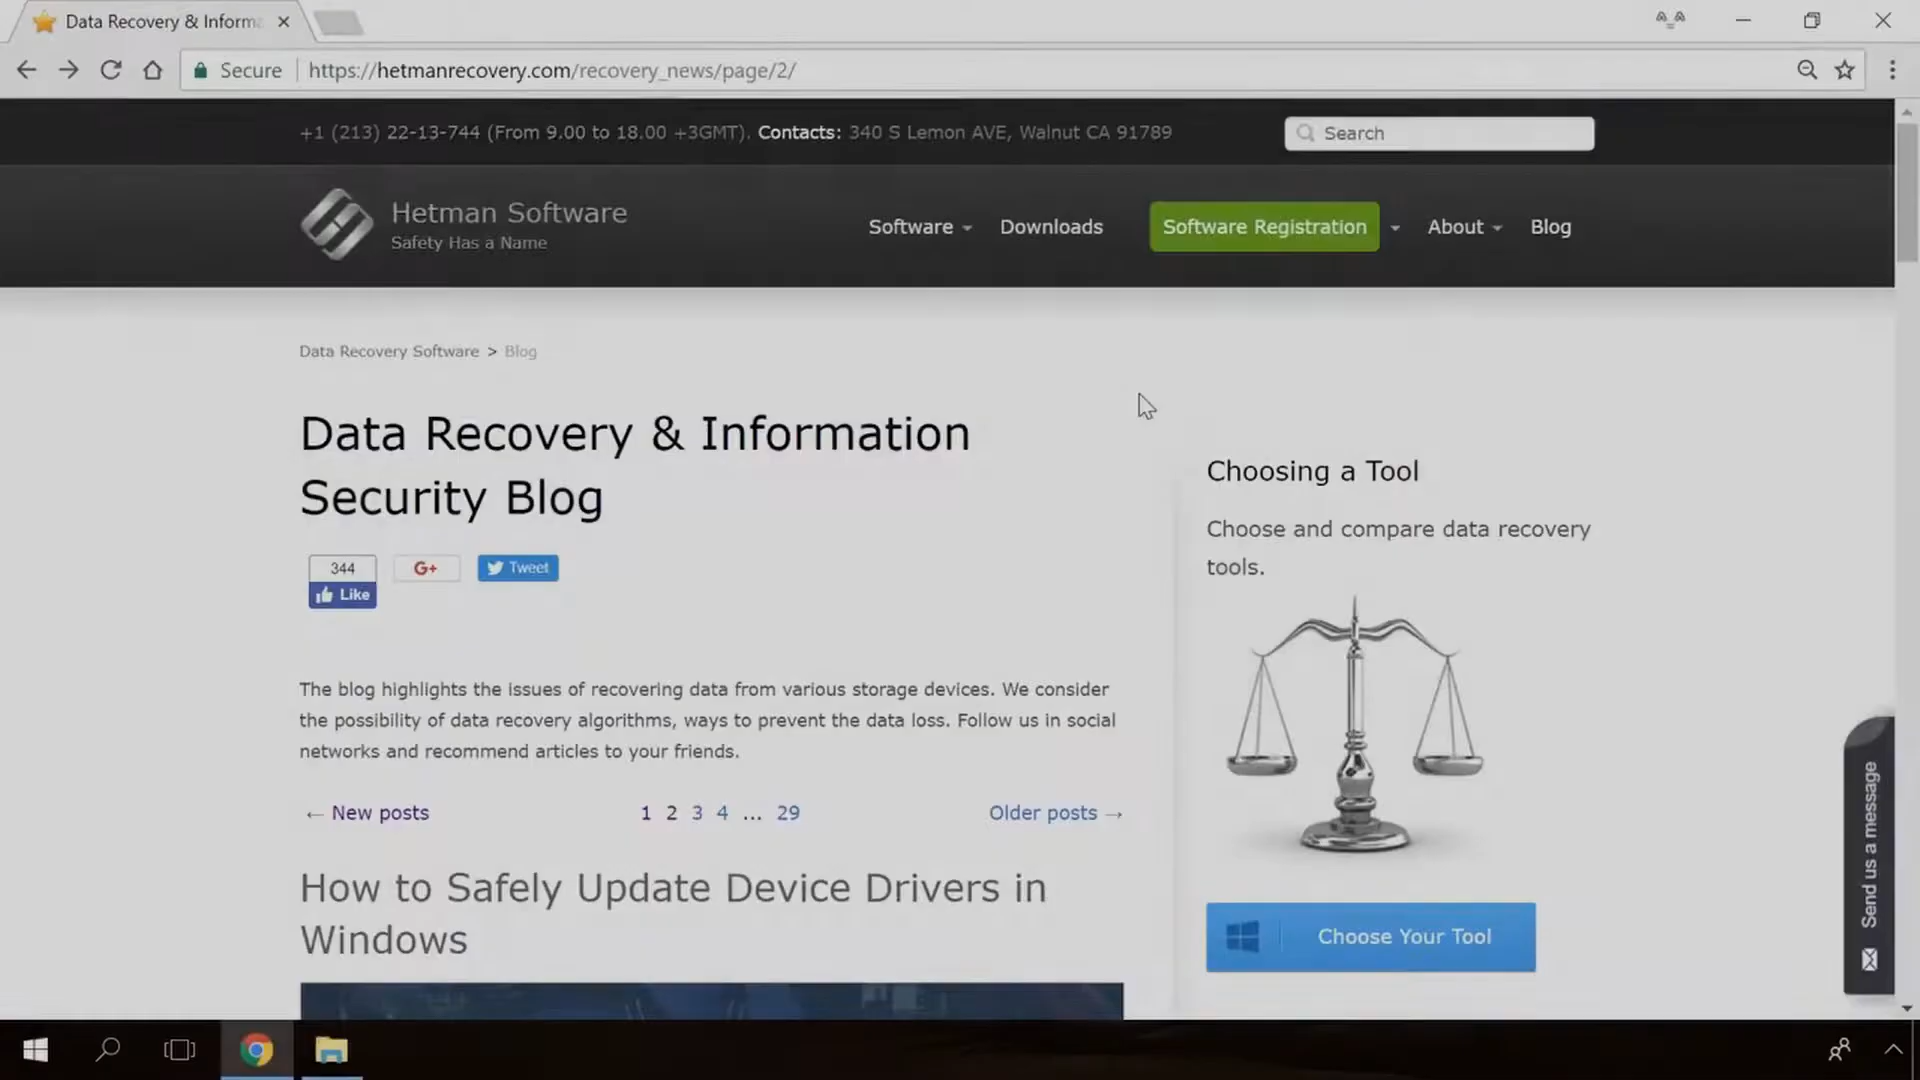 Data Recovery & Inform
Secure
https://hetmanrecovery.com/recovery_news/page/2/
+1 (213) 22-13-744 (From 9.00 to 18.00 +3GMT). Contacts: 340 S Lemon AVE, Walnut CA 91789
Search
Hetman Software
Safety Has a Name
Software
Downloads
Software Registration
About
Blog
Data Recovery Software > Blog
Data Recovery & Information
Security Blog
344
Like
G+
Tweet
The blog highlights the issues of recovering data from various storage devices. We consider
the possibility of data recovery algorithms, ways to prevent the data loss. Follow us in social
networks and recommend articles to your friends.
← New posts
1 2 3 4 ... 29
Older posts →
How to Safely Update Device Drivers in
Windows
Choosing a Tool
Choose and compare data recovery
tools.
Choose Your Tool
Send us a message